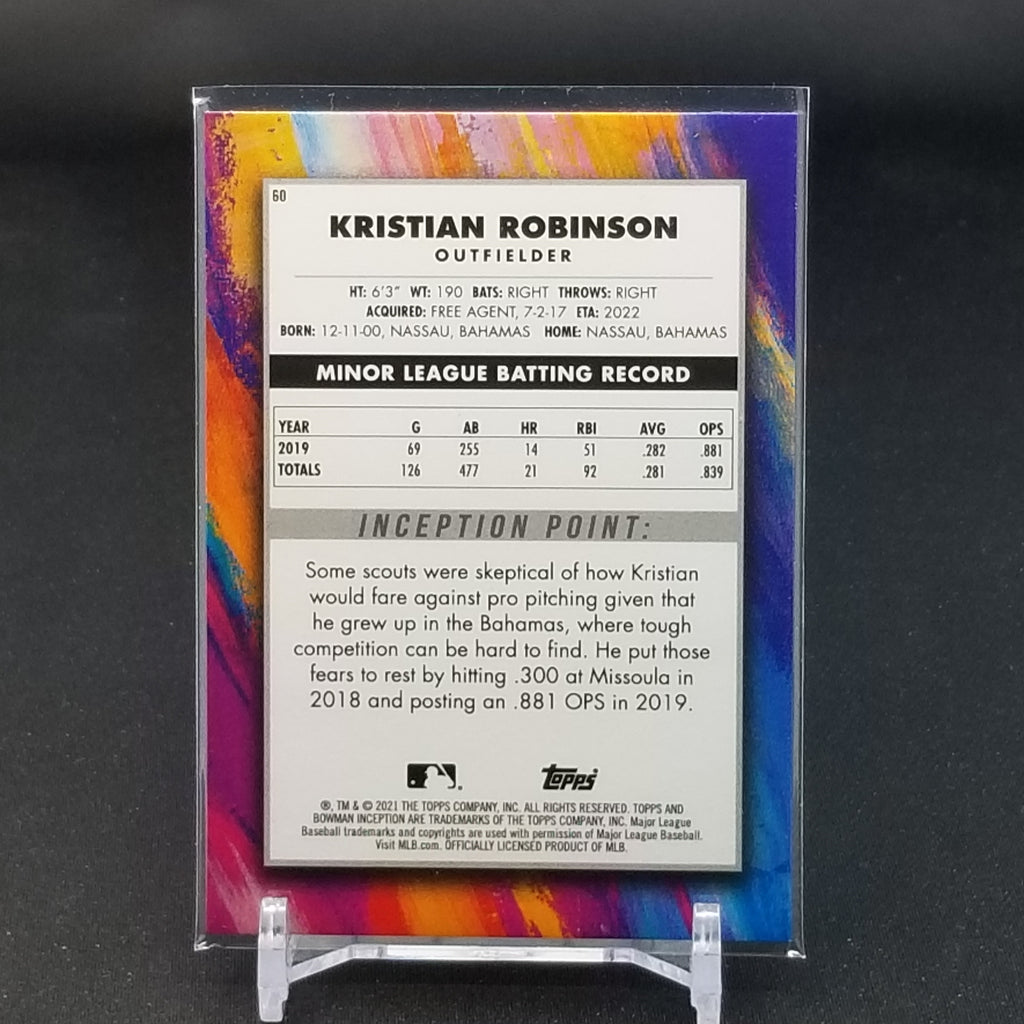 60
KRISTIAN ROBINSON
OUTFIELDER
HT: 6'3" WT: 190 BATS: RIGHT THROWS: RIGHT
ACQUIRED: FREE AGENT, 7-2-17 ETA: 2022
BORN: 12-11-00, NASSAU, BAHAMAS HOME: NASSAU, BAHAMAS
MINOR LEAGUE BATTING RECORD
YEAR G AB HR RBI AVG OPS
2019 69 255 14 51 .282 .881
TOTALS 126 477 21 92 .281 .839
INCEPTION POINT:
Some scouts were skeptical of how Kristian
would fare against pro pitching given that
he grew up in the Bahamas, where tough
competition can be hard to find. He put those
fears to rest by hitting .300 at Missoula in
2018 and posting an .881 OPS in 2019.
Topps
®, TM & © 2021 THE TOPPS COMPANY, INC. ALL RIGHTS RESERVED. TOPPS AND
BOWMAN INCEPTION ARE TRADEMARKS OF THE TOPPS COMPANY, INC. Major League
Baseball trademarks and copyrights are used with permission of Major League Baseball.
Visit MLB.com. OFFICIALLY LICENSED PRODUCT OF MLB.